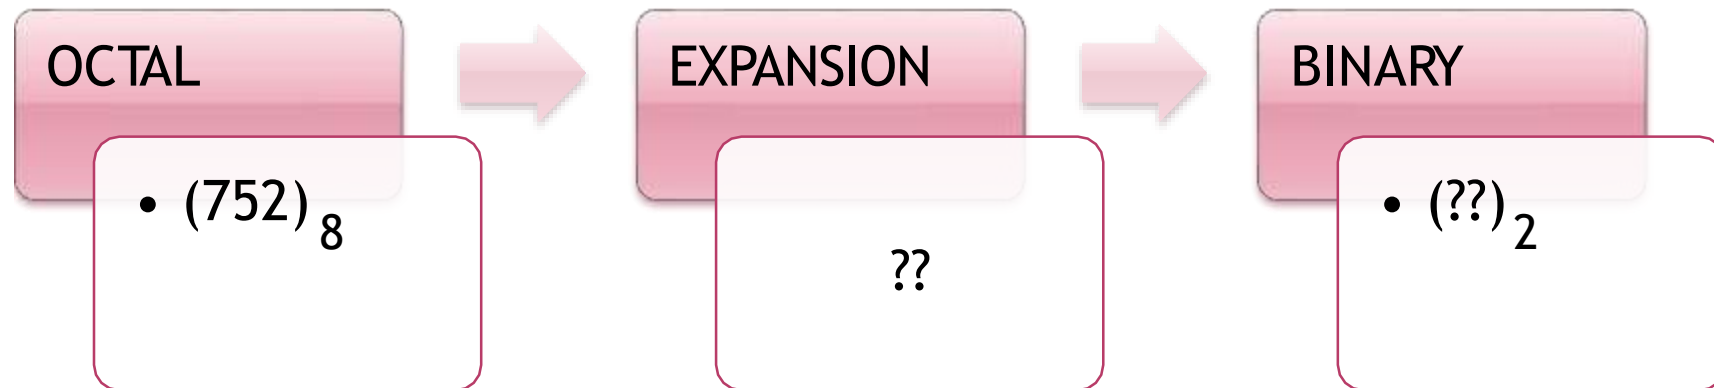 OCTAL
• (752)₈
EXPANSION
??
BINARY
• (??)₂